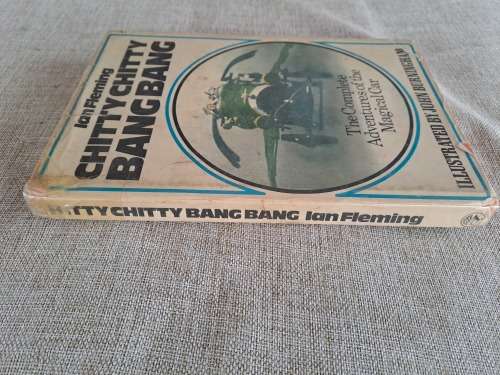 Ian Fleming
CHITTY CHITTY
BANG BANG
The Complete
Adventures of the
Magical Car
ILLUSTRATED BY JOHN BURNINGHAM
CHITTY CHITTY BANG BANG Ian Fleming